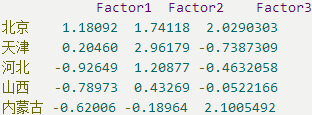 Factor1 Factor2 Factor3
北京 1.18092 1.74118 2.0290303
天津 0.20460 2.96179 -0.7387309
河北 -0.92649 1.20877 -0.4632058
山西 -0.78973 0.43269 -0.0522166
内蒙古 -0.62006 -0.18964 2.1005492